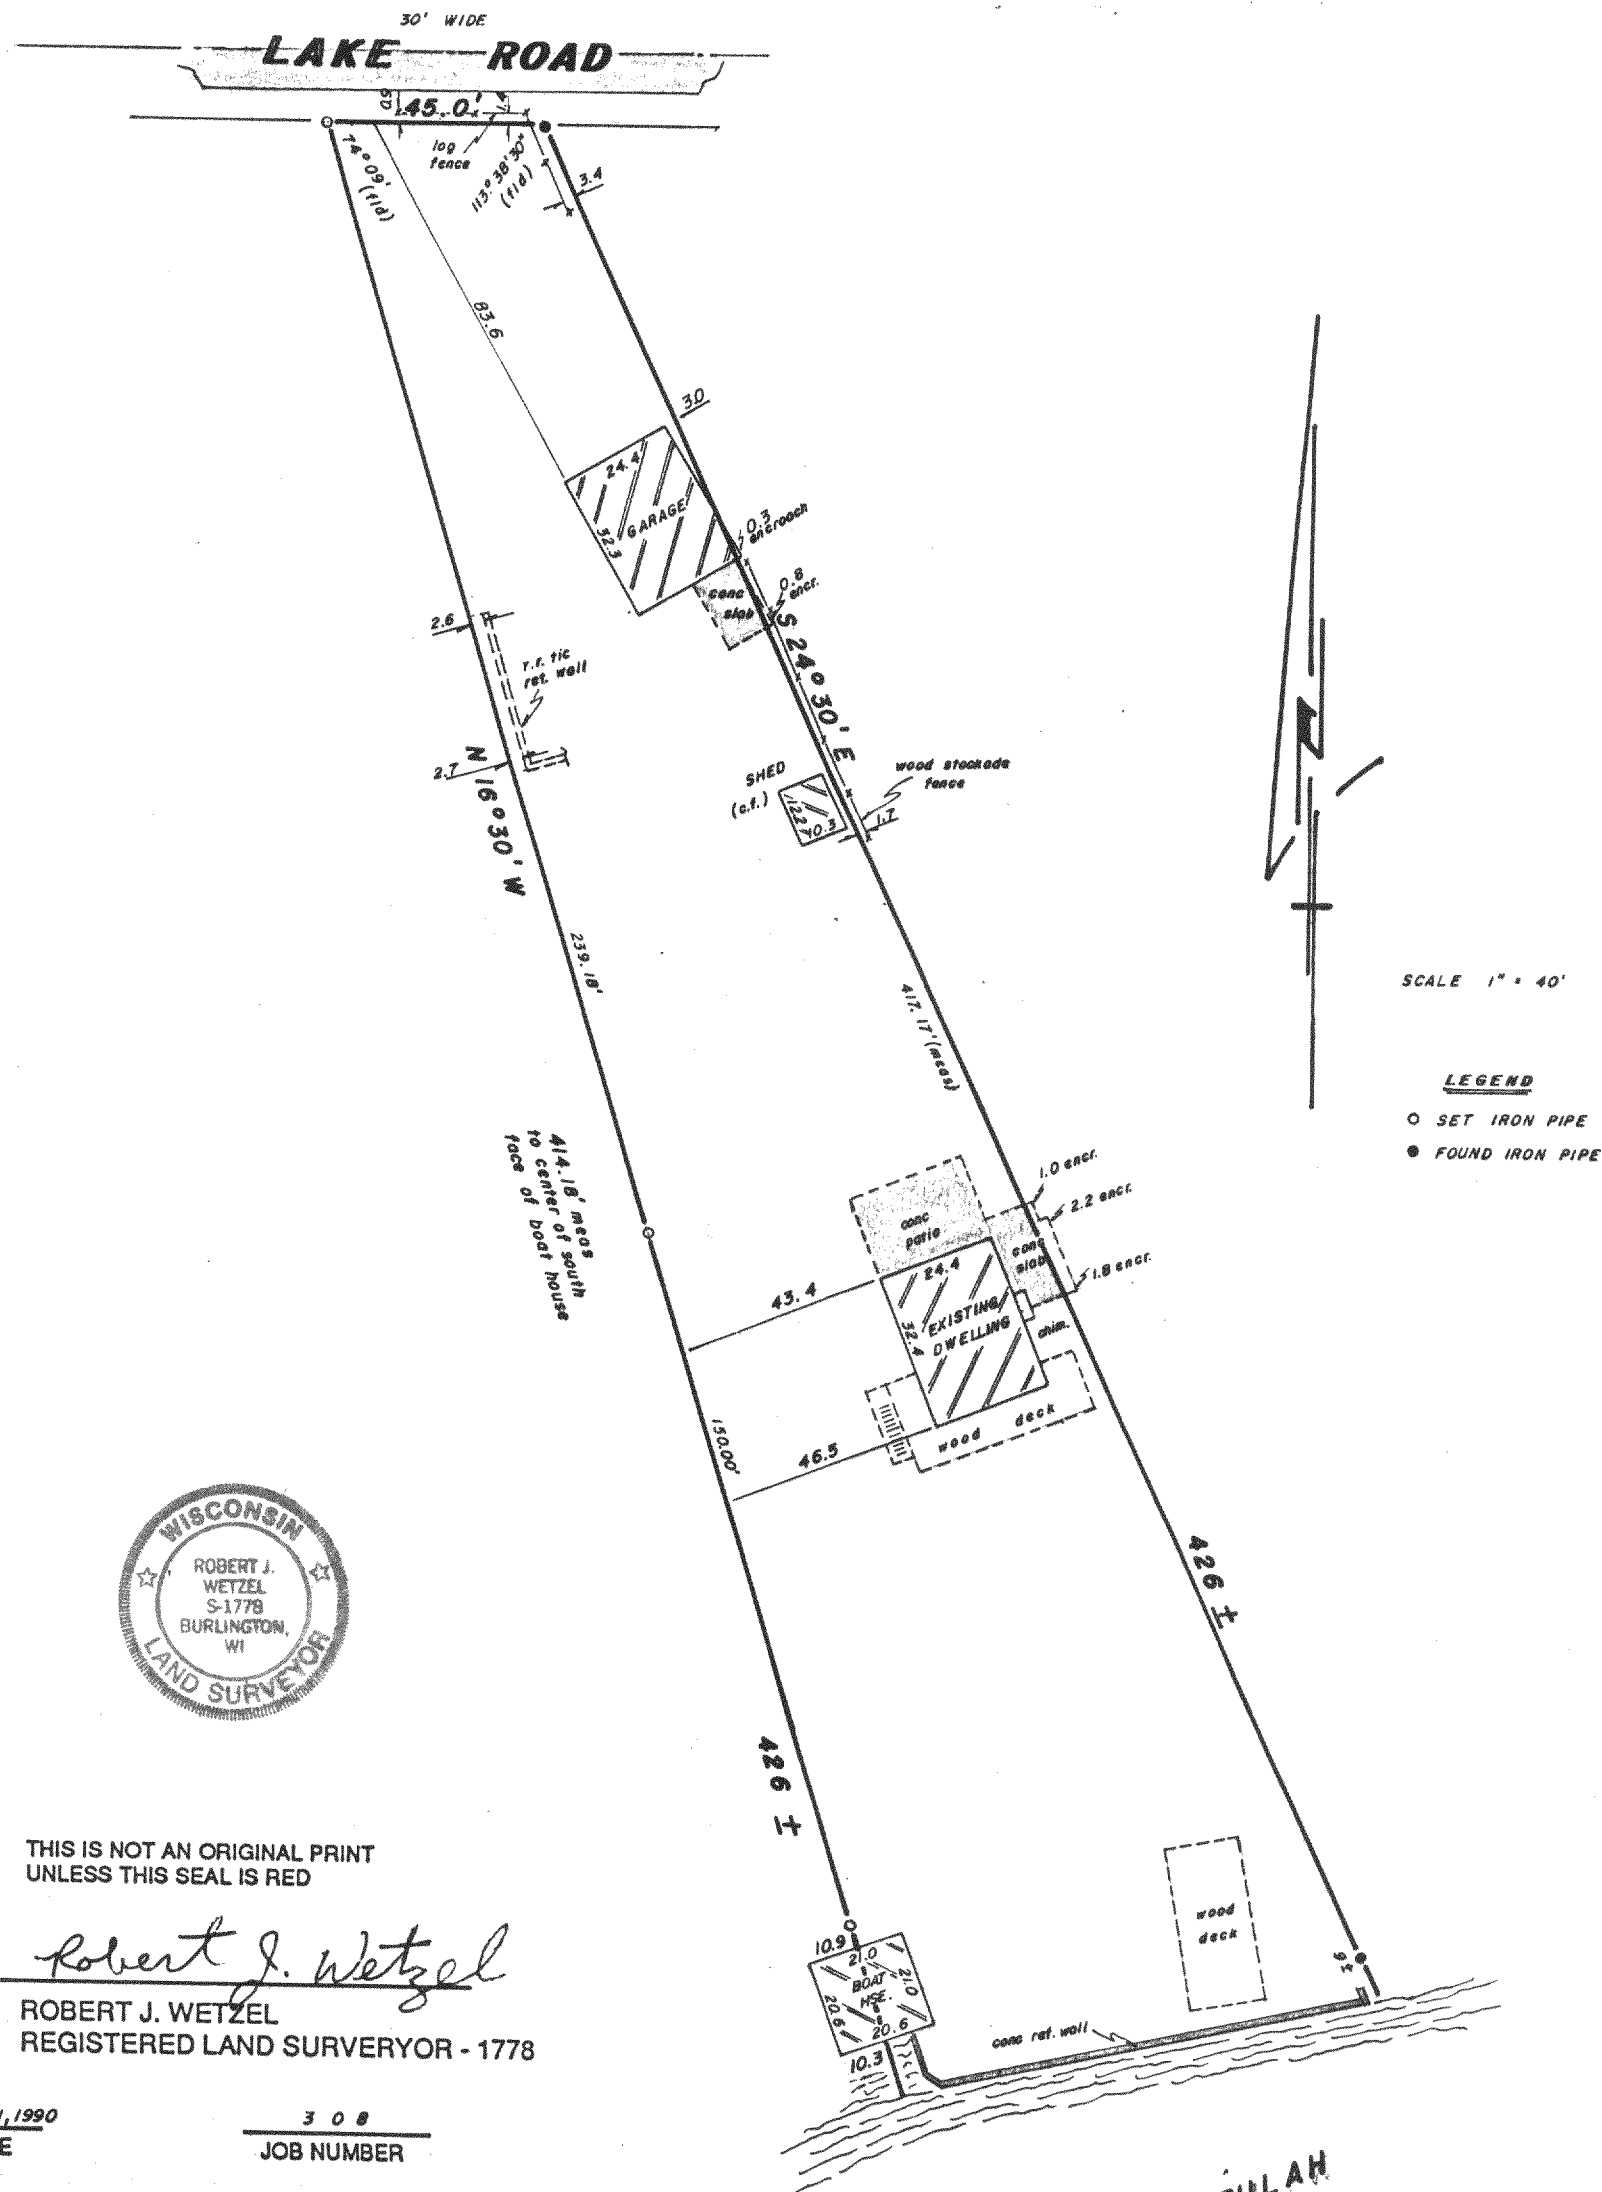 30' WIDE
LAKE ROAD
45.0'
log
fence
74°09'
(fld)
113°38'30"
(fld)
3.4
83.6
3.0
24.4
GARAGE
32.3
0.3
encroach
0.8
encr.
conc
slab
S 24°30' E
2.6
r.r. tie
ret. wall
2.7
N 16°30' W
SHED
(c.f.)
12.2
10.3
wood stockade
fence
1.7
239.18'
417.17'(meas)
SCALE 1" = 40'
LEGEND
SET IRON PIPE
FOUND IRON PIPE
414.18' meas
to center of south
face of boat house
conc
patio
1.0 encr.
2.2 encr.
conc
slab
1.8 encr.
43.4
24.4
EXISTING
DWELLING
32.4
chim.
wood deck
46.5
150.00'
426 ±
426 ±
WISCONSIN
ROBERT J.
WETZEL
S-1778
BURLINGTON,
WI
LAND SURVEYOR
THIS IS NOT AN ORIGINAL PRINT
UNLESS THIS SEAL IS RED
Robert J. Wetzel
ROBERT J. WETZEL
REGISTERED LAND SURVERYOR - 1778
wood
deck
10.9
21.0
BOAT
HSE.
21.0
20.6
20.6
10.3
conc ret. wall
,1990
E
3 0 8
JOB NUMBER
ULAH